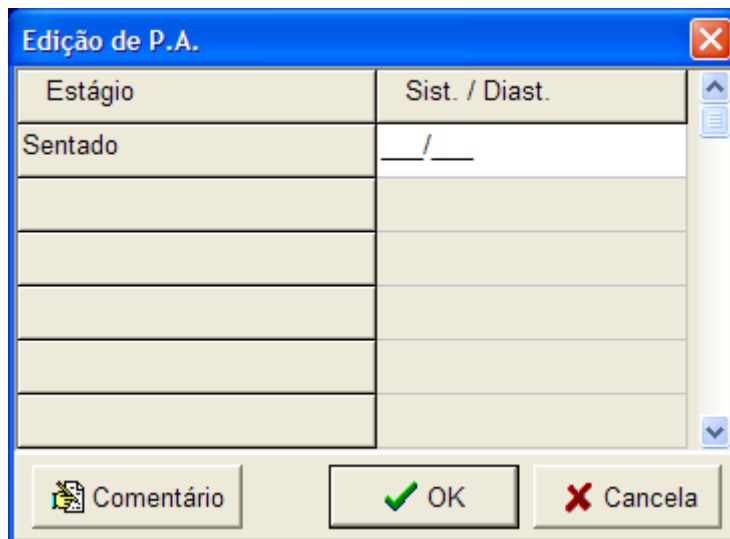 Edição de P.A.
Estágio Sist. / Diast.
Sentado ___/___
Comentário OK Cancela